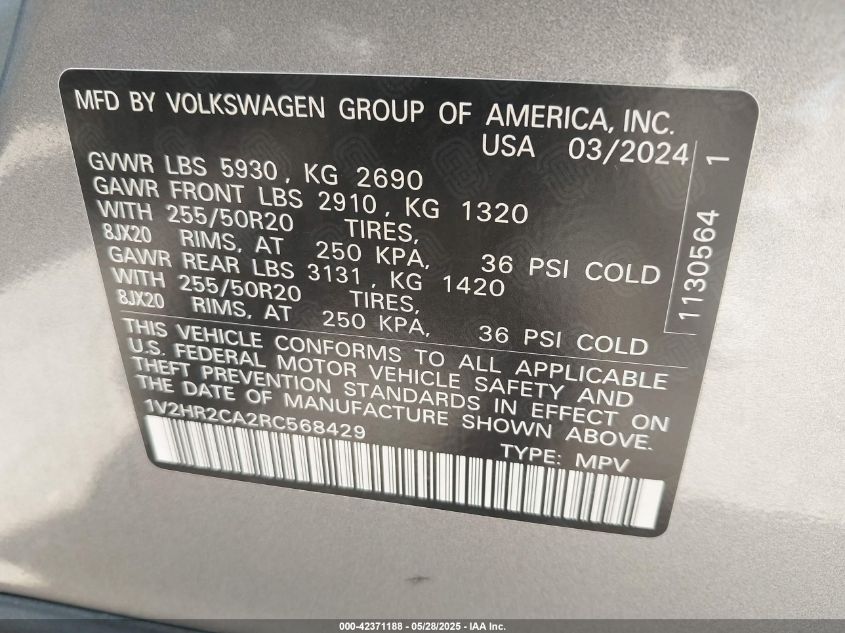 MFD BY VOLKSWAGEN GROUP OF AMERICA, INC.
USA 03/2024
GVWR LBS 5930, KG 2690
GAWR FRONT LBS 2910, KG 1320
WITH 255/50R20 TIRES,
8JX20 RIMS, AT 250 KPA, 36 PSI COLD
GAWR REAR LBS 3131, KG 1420
WITH 255/50R20 TIRES,
8JX20 RIMS, AT 250 KPA, 36 PSI COLD
THIS VEHICLE CONFORMS TO ALL APPLICABLE
U.S. FEDERAL MOTOR VEHICLE SAFETY AND
THEFT PREVENTION STANDARDS IN EFFECT ON
THE DATE OF MANUFACTURE SHOWN ABOVE.
1V2HR2CA2RC568429
TYPE: MPV
1130564 1
000-42371188 - 05/28/2025 - IAA Inc.